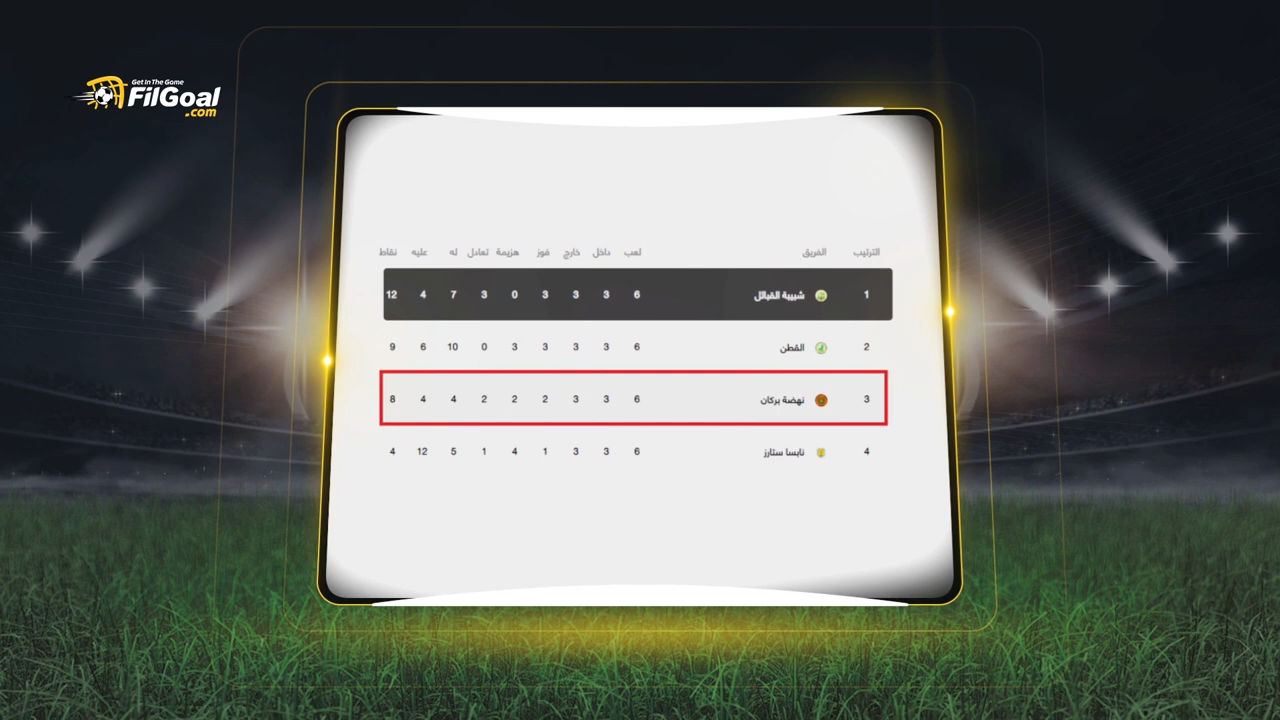 Get In The Game
FilGoal
.com
الترتيب الفريق لعب داخل خارج فوز هزيمة تعادل له عليه نقاط
1 شبيبة القبائل 6 3 3 3 0 3 7 4 12
2 القطن 6 3 3 3 3 0 10 6 9
3 نهضة بركان 6 3 3 2 2 2 4 4 8
4 نابسا ستارز 6 3 3 1 4 1 5 12 4